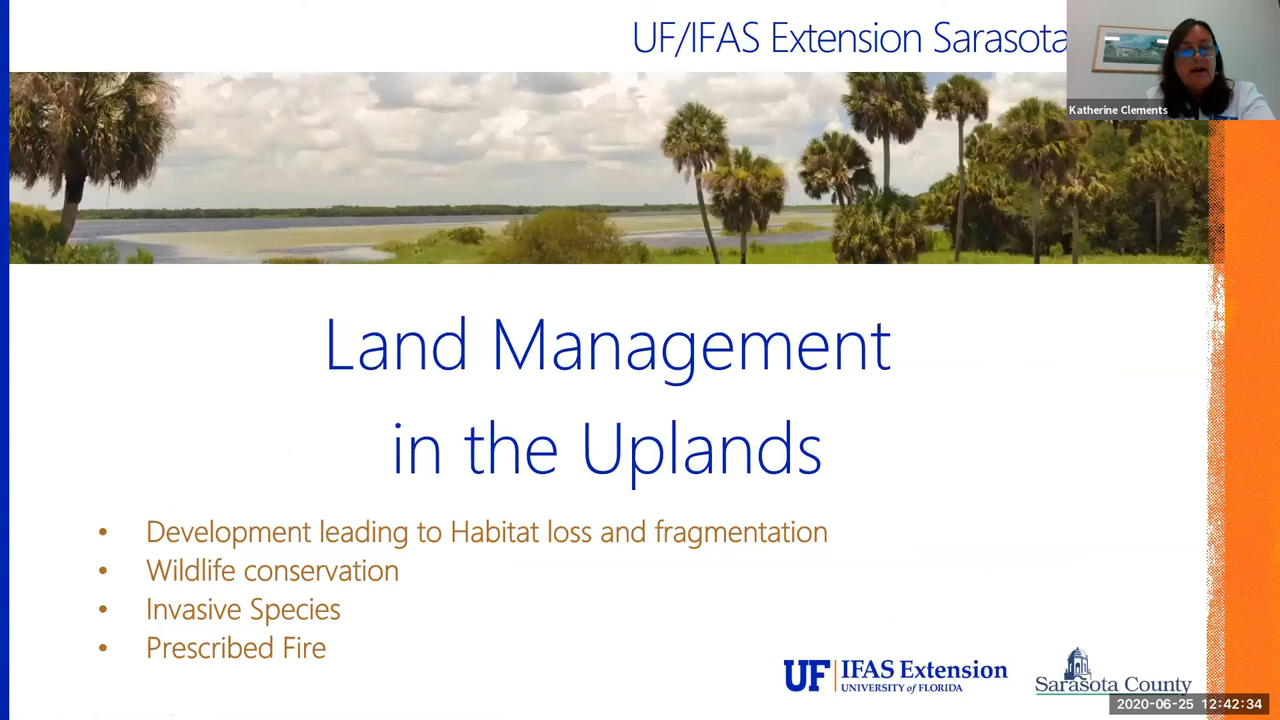 UF/IFAS Extension Sarasota
Katherine Clements
Land Management
in the Uplands
• Development leading to Habitat loss and fragmentation
• Wildlife conservation
• Invasive Species
• Prescribed Fire
UF IFAS Extension
UNIVERSITY of FLORIDA
Sarasota County
2020-06-25 12:42:34